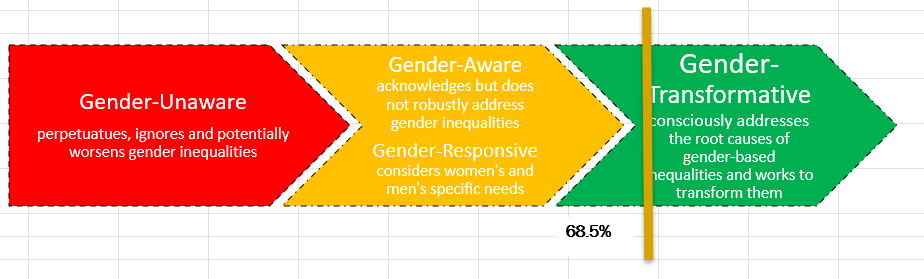 Gender-Unaware
perpetuatues, ignores and potentially
worsens gender inequalities
Gender-Aware
acknowledges but does
not robustly address
gender inequalities
Gender-Responsive
considers women's and
men's specific needs
Gender-
Transformative
consciously addresses
the root causes of
gender-based
inequalities and works to
transform them
68.5%